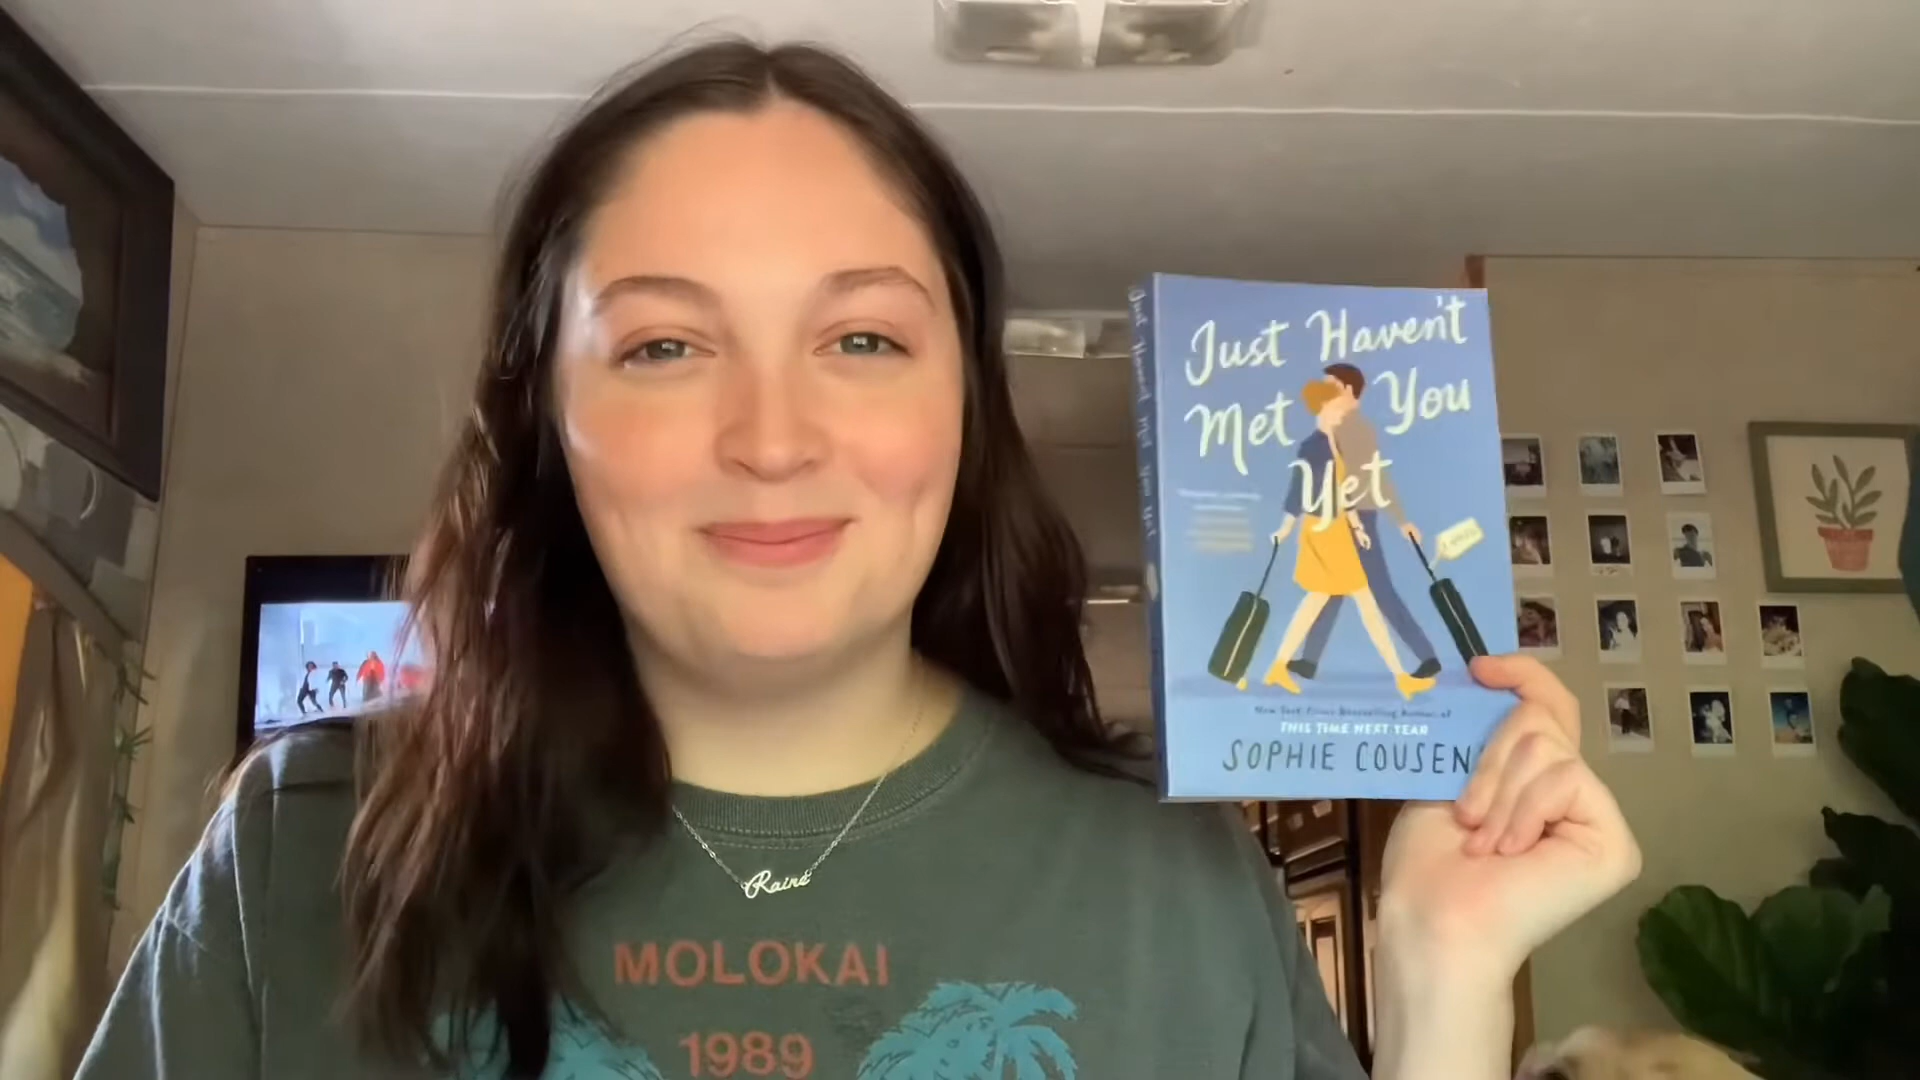 Just Haven't
Met You
Yet
New York Times Bestselling Author of
THIS TIME NEXT YEAR
SOPHIE COUSENS
Just Haven't Met You Yet
Raine
MOLOKAI
1989